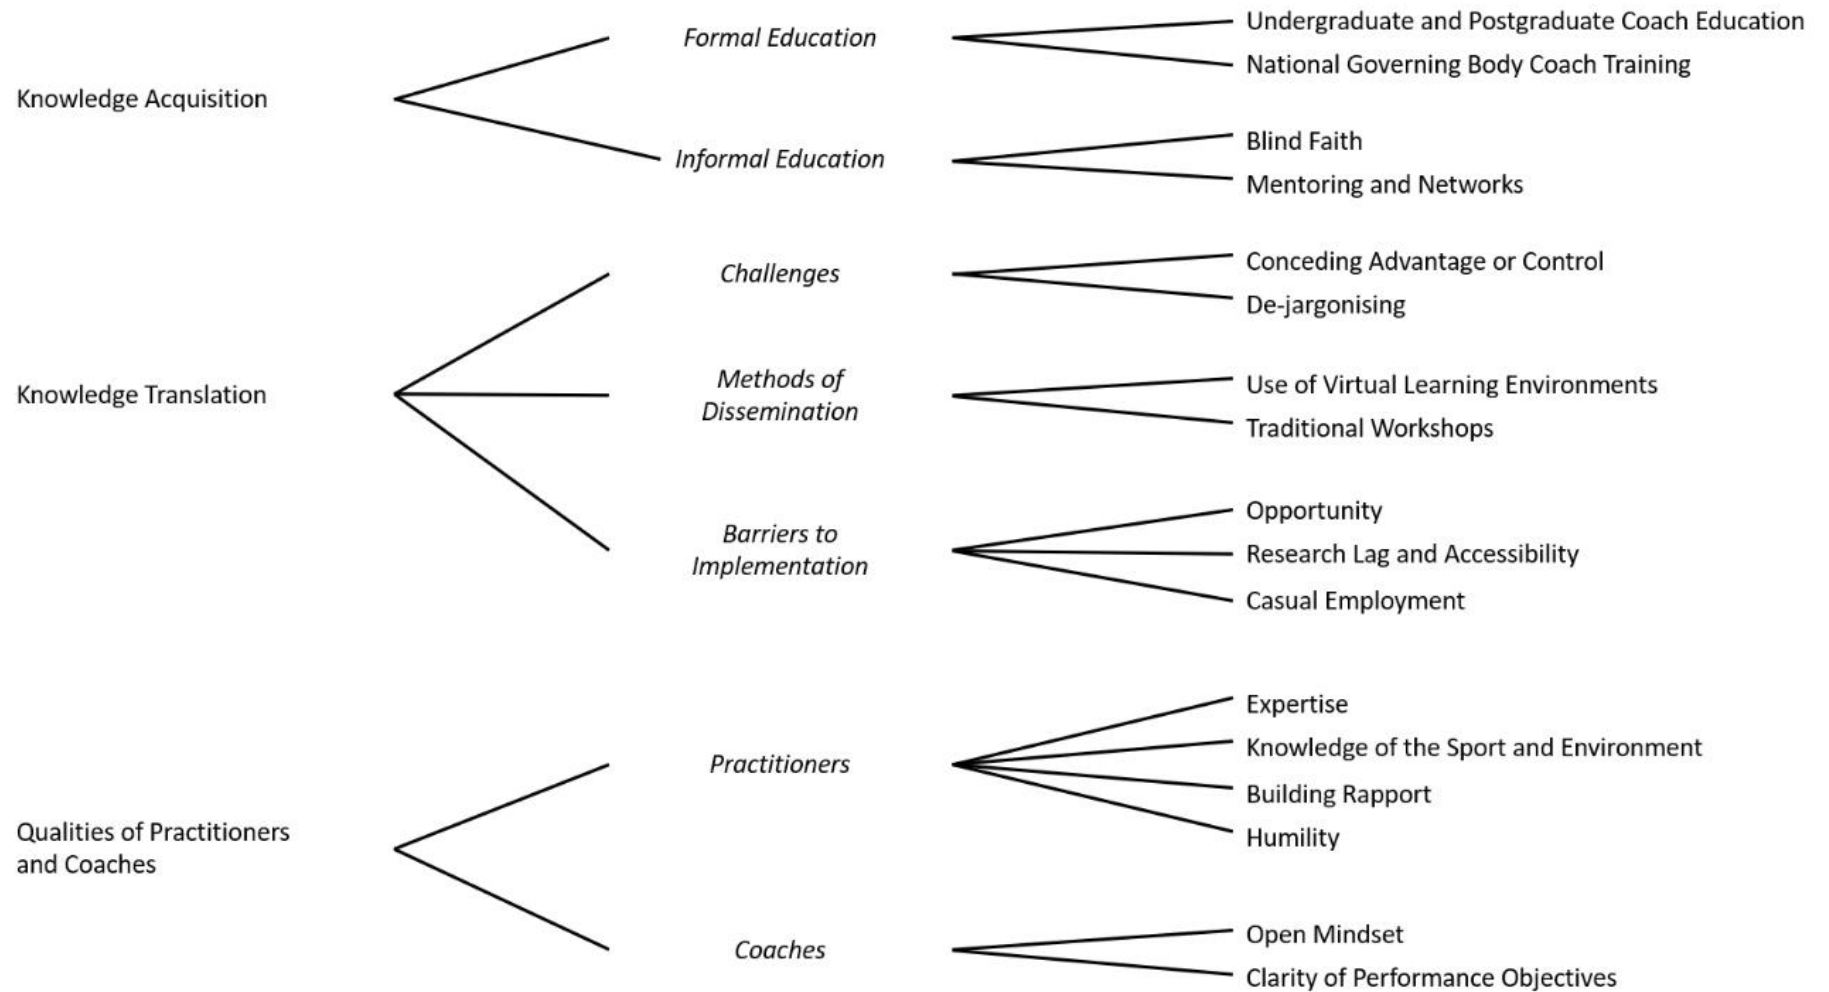 Knowledge Acquisition
Formal Education
Undergraduate and Postgraduate Coach Education
National Governing Body Coach Training
Informal Education
Blind Faith
Mentoring and Networks
Knowledge Translation
Challenges
Conceding Advantage or Control
De-jargonising
Methods of
Dissemination
Use of Virtual Learning Environments
Traditional Workshops
Barriers to
Implementation
Opportunity
Research Lag and Accessibility
Casual Employment
Qualities of Practitioners
and Coaches
Practitioners
Expertise
Knowledge of the Sport and Environment
Building Rapport
Humility
Coaches
Open Mindset
Clarity of Performance Objectives